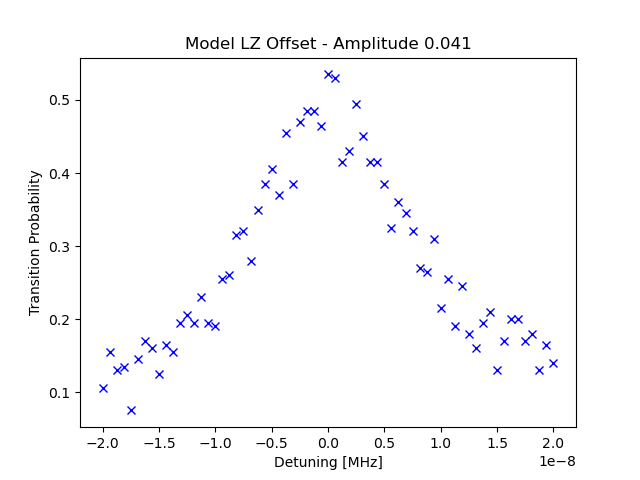 Model LZ Offset - Amplitude 0.041
Transition Probability
0.5
0.4
0.3
0.2
0.1
−2.0 −1.5 −1.0 −0.5 0.0 0.5 1.0 1.5 2.0
Detuning [MHz]
1e−8